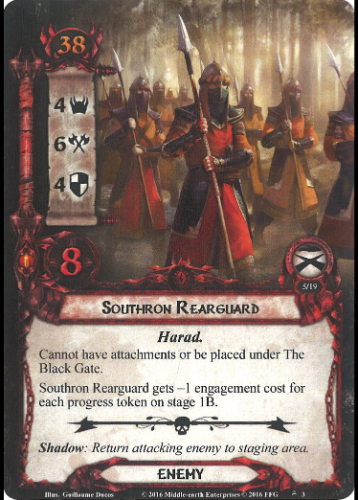 38
4
6
4
8
5/19
Southron Rearguard
Harad.
Cannot have attachments or be placed under The
Black Gate.
Southron Rearguard gets −1 engagement cost for
each progress token on stage 1B.
Shadow: Return attacking enemy to staging area.
ENEMY
Illus. Guillaume Ducos © 2016 Middle-earth Enterprises © 2016 FFG 3